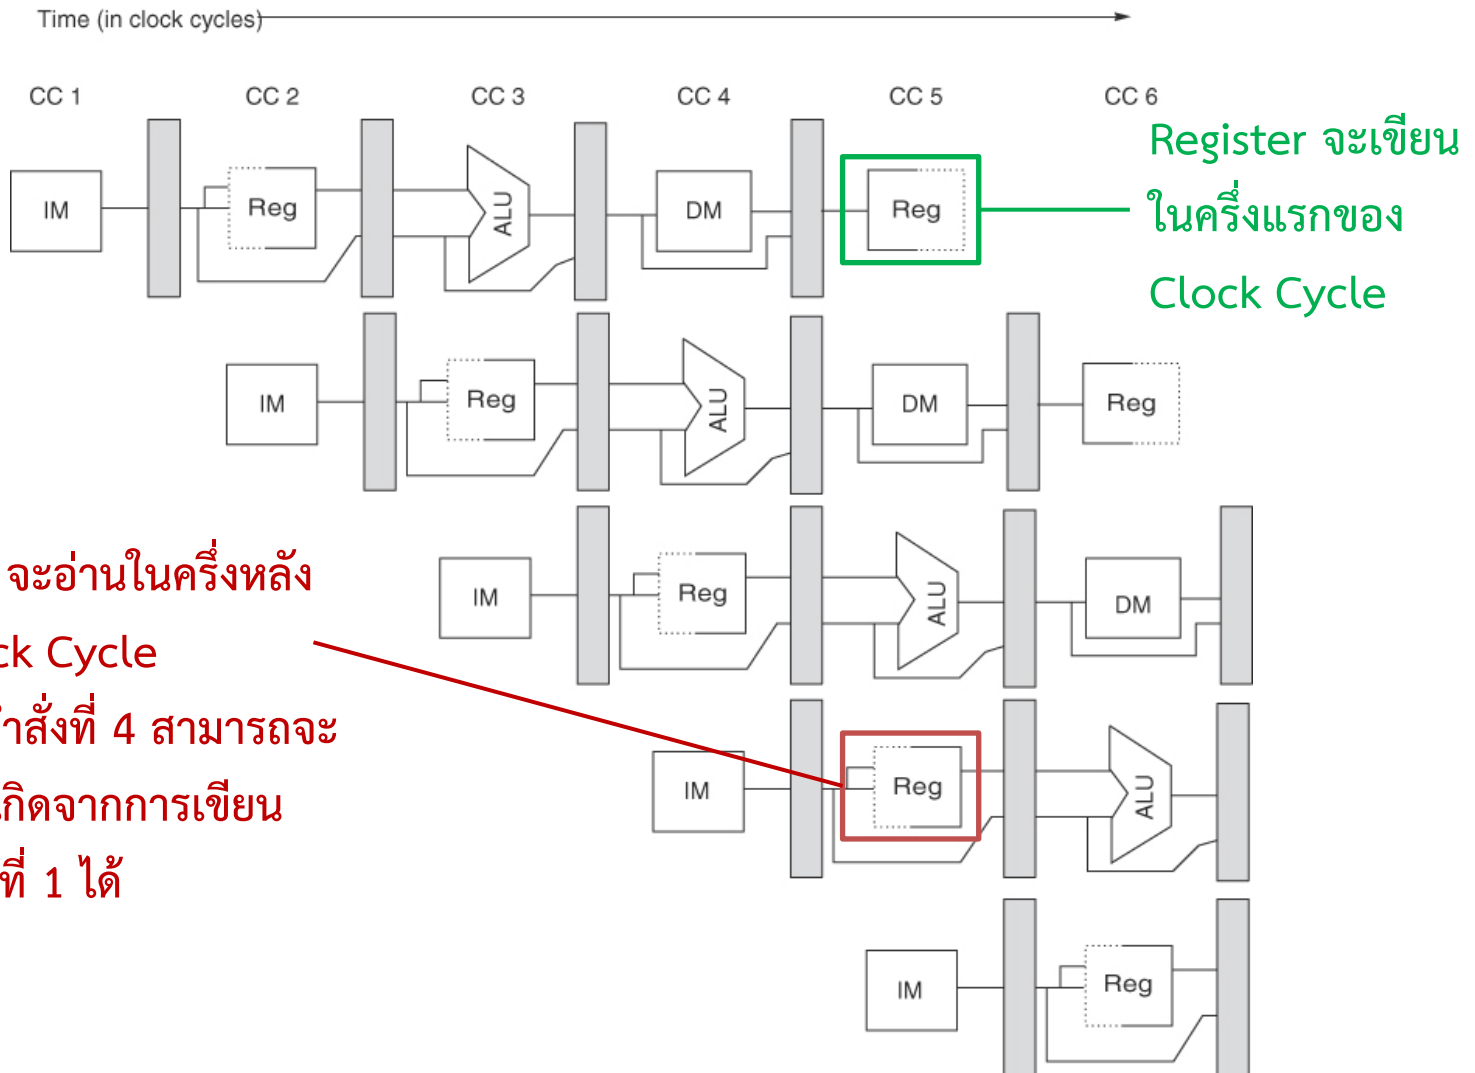 Time (in clock cycles)
CC 1 CC 2 CC 3 CC 4 CC 5 CC 6
Register จะเขียน
ในครึ่งแรกของ
Clock Cycle
IM Reg ALU DM Reg
IM Reg ALU DM Reg
จะอ่านในครึ่งหลัง
IM Reg ALU DM
ck Cycle
ำสั่งที่ 4 สามารถจะ
เกิดจากการเขียน
ที่ 1 ได้
IM Reg ALU
IM Reg